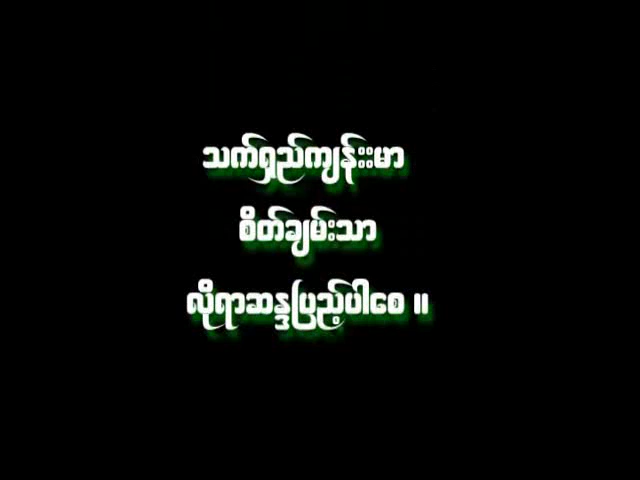 သက်ရှည်ကျန်းးမာ
စိတ်ချမ်းသာ
လိုရာဆန္ဒပြည့်ပါစေ ။